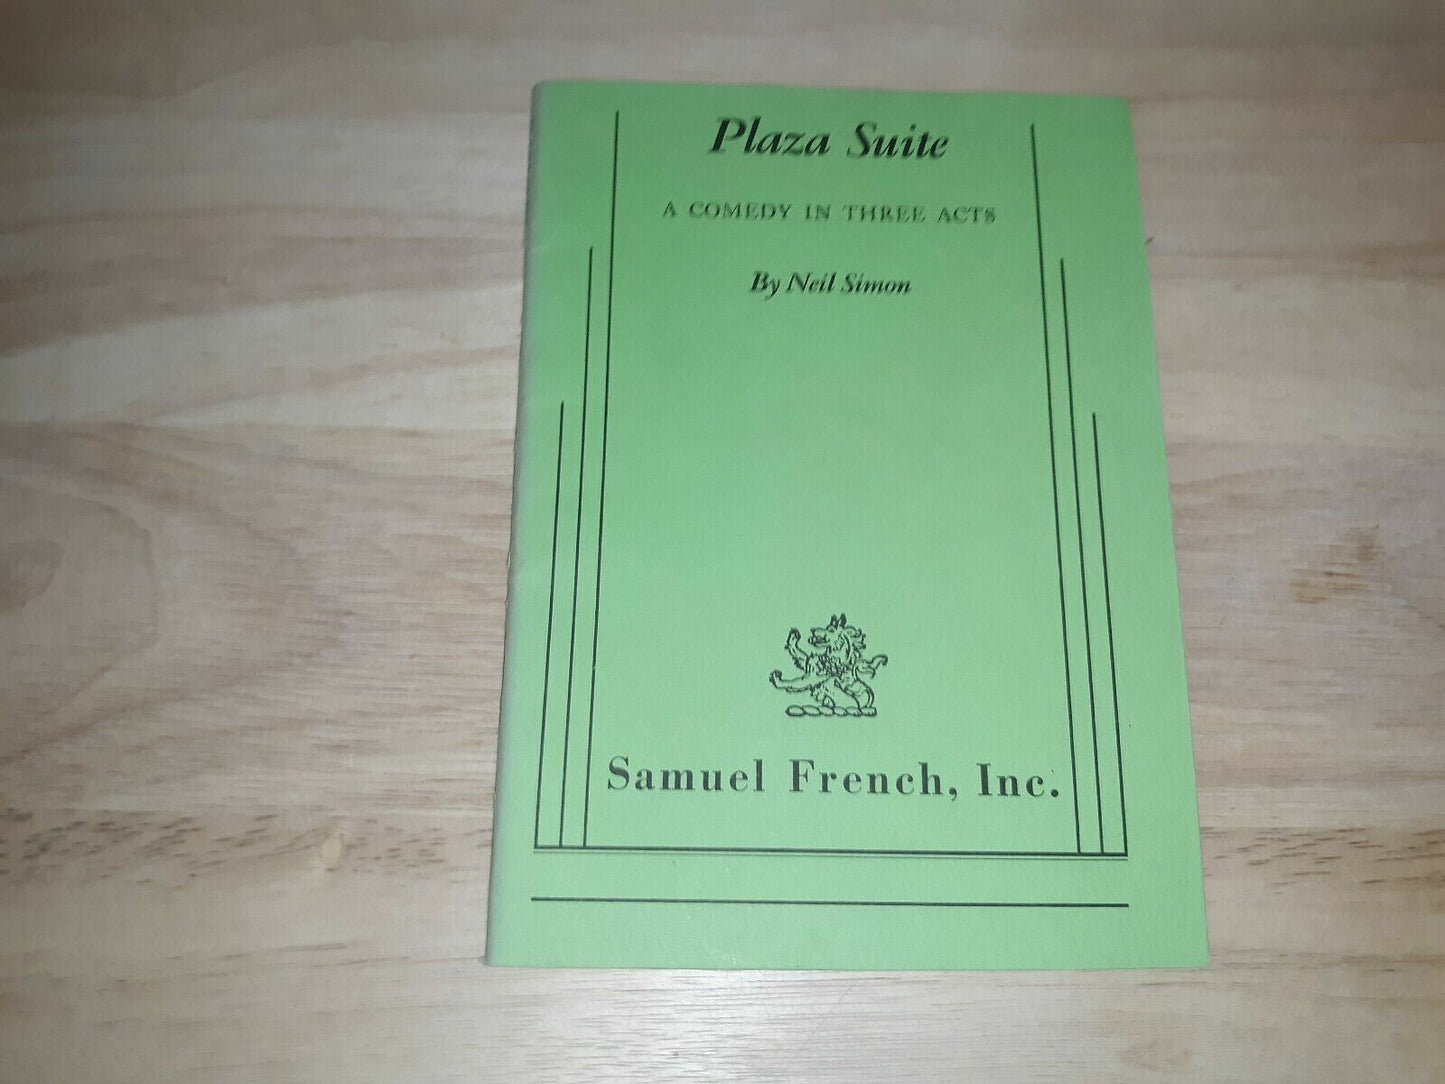 Plaza Suite
A COMEDY IN THREE ACTS
By Neil Simon
Samuel French, Inc.